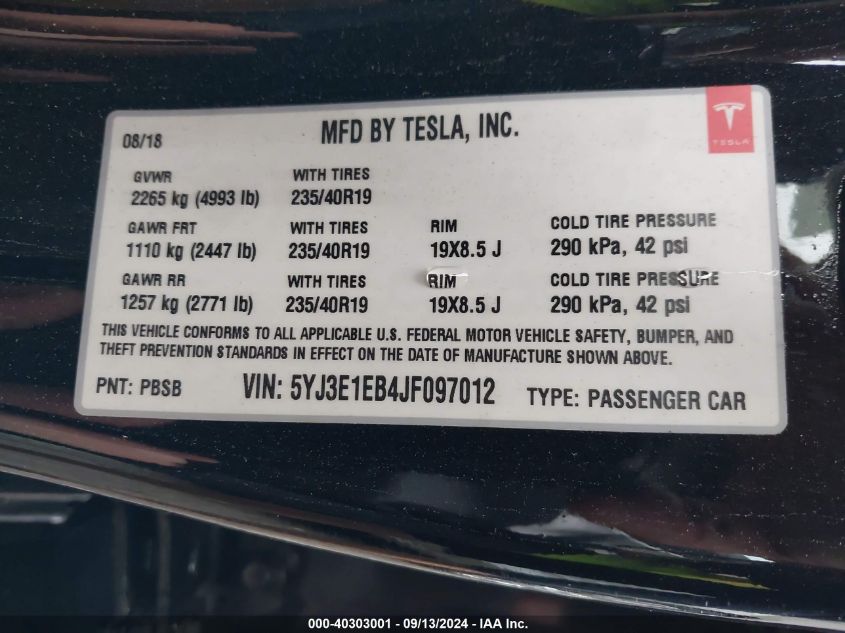 08/18 MFD BY TESLA, INC.
TESLA
GVWR WITH TIRES
2265 kg (4993 lb) 235/40R19
GAWR FRT WITH TIRES RIM COLD TIRE PRESSURE
1110 kg (2447 lb) 235/40R19 19X8.5 J 290 kPa, 42 psi
GAWR RR WITH TIRES RIM COLD TIRE PRESSURE
1257 kg (2771 lb) 235/40R19 19X8.5 J 290 kPa, 42 psi
THIS VEHICLE CONFORMS TO ALL APPLICABLE U.S. FEDERAL MOTOR VEHICLE SAFETY, BUMPER, AND
THEFT PREVENTION STANDARDS IN EFFECT ON THE DATE OF MANUFACTURE SHOWN ABOVE.
PNT: PBSB VIN: 5YJ3E1EB4JF097012 TYPE: PASSENGER CAR
000-40303001 - 09/13/2024 - IAA Inc.